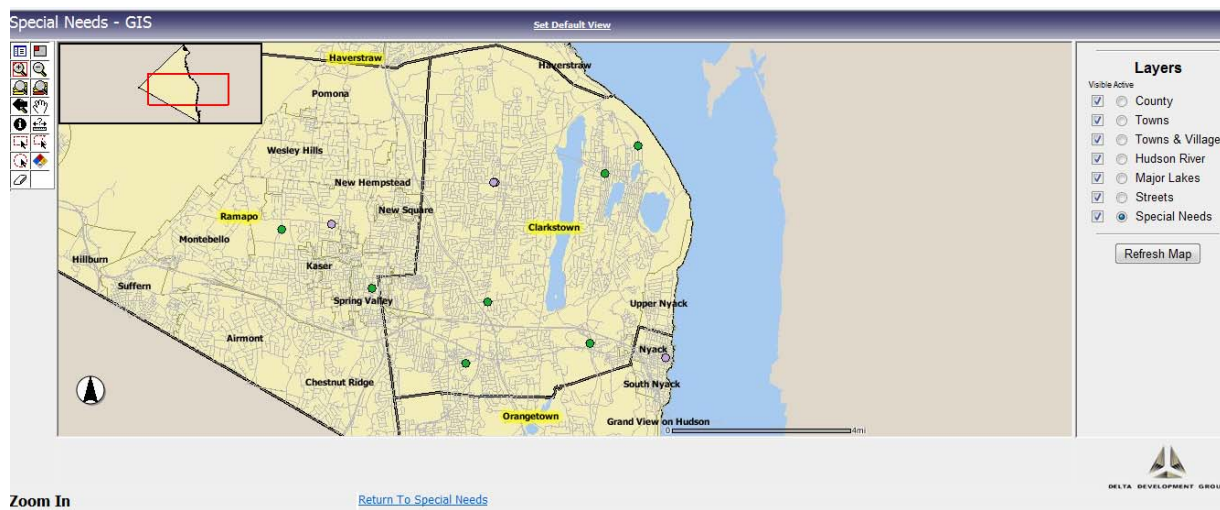 Special Needs - GIS
Set Default View
Haverstraw
Haverstraw
Pomona
Wesley Hills
New Hempstead
New Square
Ramapo
Clarkstown
Montebello
Hillburn
Kaser
Suffern
Spring Valley
Upper Nyack
Airmont
Nyack
Chestnut Ridge
South Nyack
Orangetown
Grand View on Hudson
0 4mi
Layers
Visible Active
County
Towns
Towns & Village
Hudson River
Major Lakes
Streets
Special Needs
Refresh Map
DELTA DEVELOPMENT GROU
Zoom In
Return To Special Needs